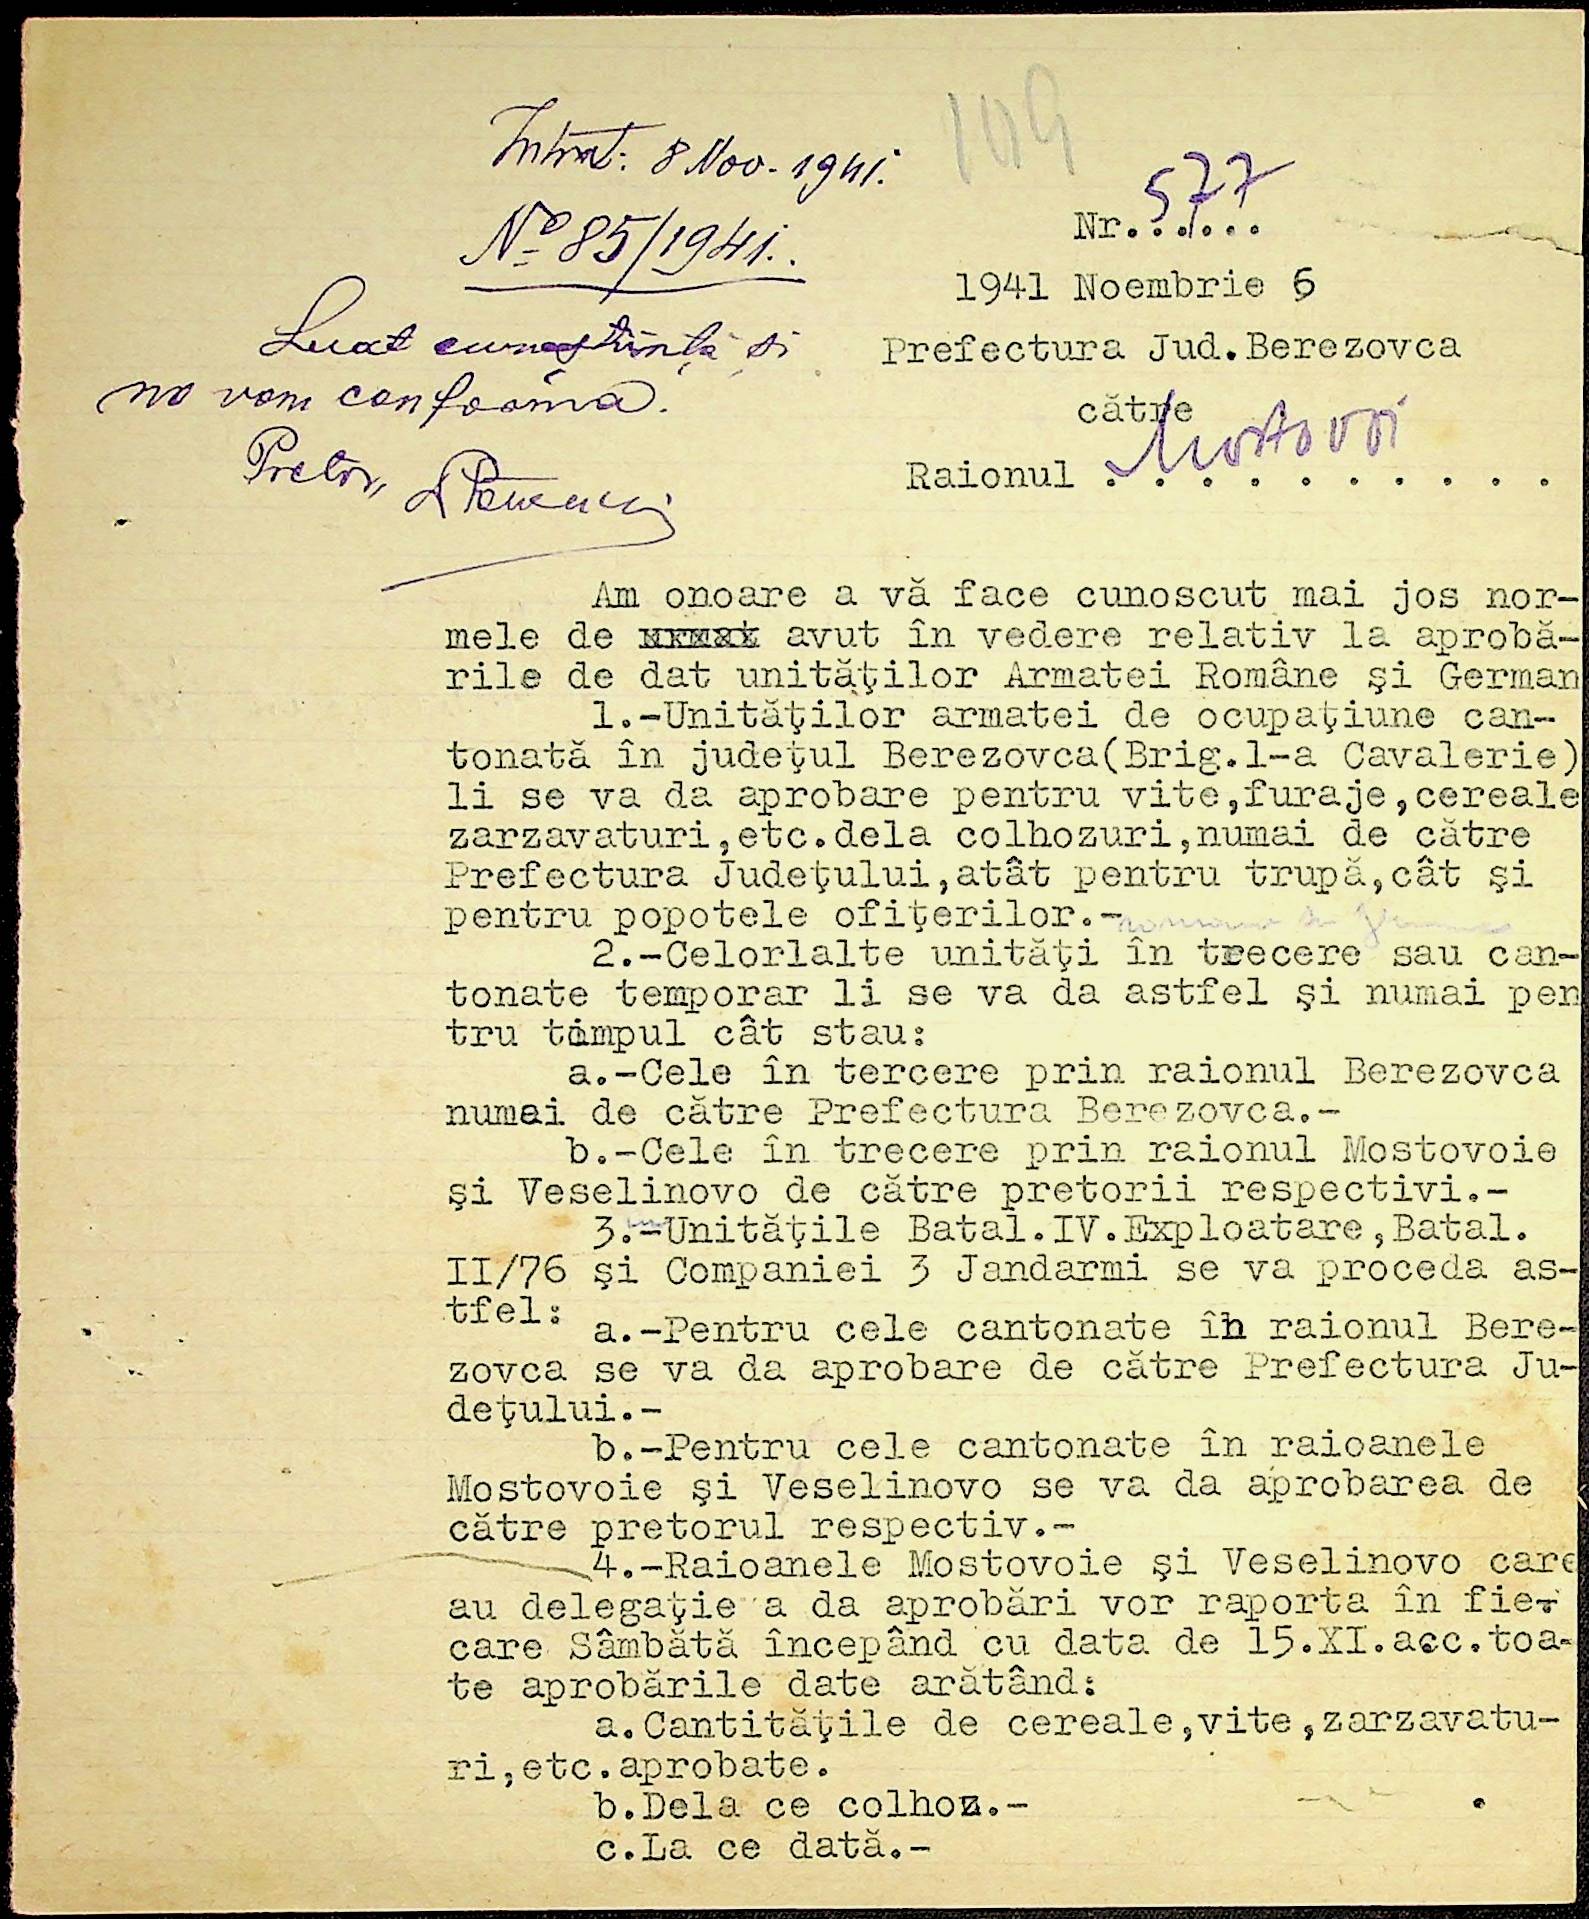 109
Intrat: 8 Nov. 1941.
Nº 85/1941.
Luat cunoştinţă şi
ne vom conforma.
Pretor,
Nr. 577
1941 Noembrie 6
Prefectura Jud.Berezovca
către
Raionul Mostovoi
Am onoare a vă face cunoscut mai jos nor-
mele de avut în vedere relativ la aprobă-
rile de dat unităţilor Armatei Române şi German
1.-Unităţilor armatei de ocupaţiune can-
tonată în judeţul Berezovca(Brig.1-a Cavalerie)
li se va da aprobare pentru vite,furaje,cereale
zarzavaturi,etc.dela colhozuri,numai de către
Prefectura Judeţului,atât pentru trupă,cât şi
pentru popotele ofiţerilor.-
2.-Celorlalte unităţi în trecere sau can-
tonate temporar li se va da astfel şi numai pen
tru timpul cât stau:
a.-Cele în tercere prin raionul Berezovca
numai de către Prefectura Berezovca.-
b.-Cele în trecere prin raionul Mostovoie
şi Veselinovo de către pretorii respectivi.-
3.-Unităţile Batal.IV.Exploatare,Batal.
II/76 şi Companiei 3 Jandarmi se va proceda as-
tfel:
a.-Pentru cele cantonate în raionul Bere-
zovca se va da aprobare de către Prefectura Ju-
deţului.-
b.-Pentru cele cantonate în raioanele
Mostovoie şi Veselinovo se va da aprobarea de
către pretorul respectiv.-
4.-Raioanele Mostovoie şi Veselinovo care
au delegaţie a da aprobări vor raporta în fie-
care Sâmbătă începând cu data de 15.XI.acc.toa-
te aprobările date arătând:
a.Cantităţile de cereale,vite,zarzavatu-
ri,etc.aprobate.
b.Dela ce colhoz.-
c.La ce dată.-